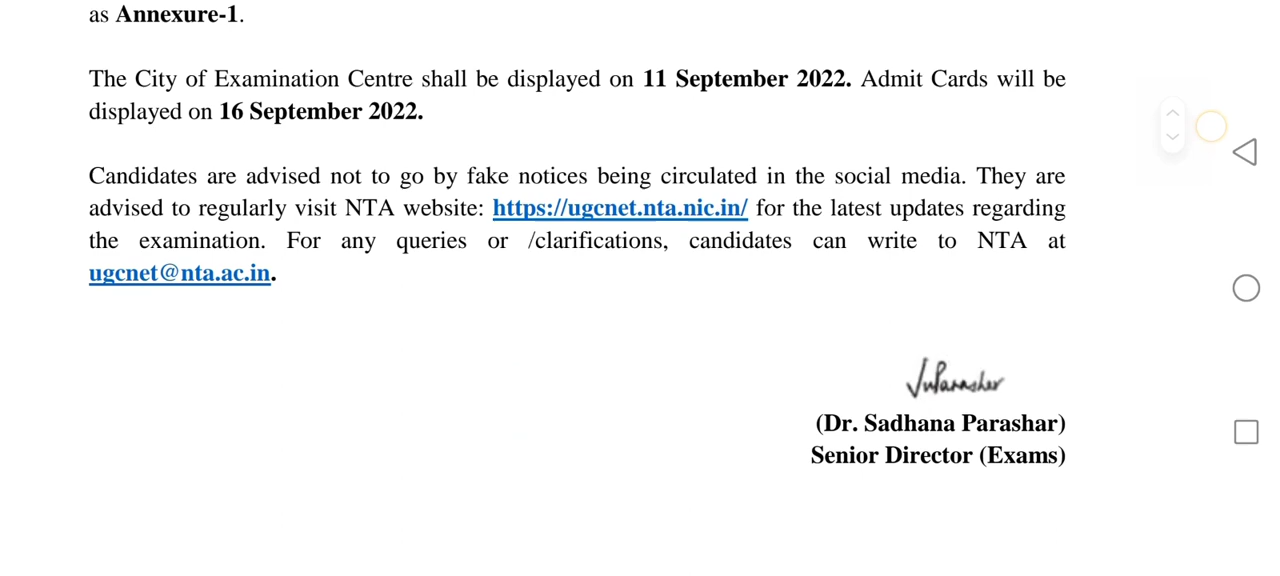 as Annexure-1.
The City of Examination Centre shall be displayed on 11 September 2022. Admit Cards will be
displayed on 16 September 2022.
Candidates are advised not to go by fake notices being circulated in the social media. They are
advised to regularly visit NTA website: https://ugcnet.nta.nic.in/ for the latest updates regarding
the examination. For any queries or /clarifications, candidates can write to NTA at
ugcnet@nta.ac.in.
(Dr. Sadhana Parashar)
Senior Director (Exams)